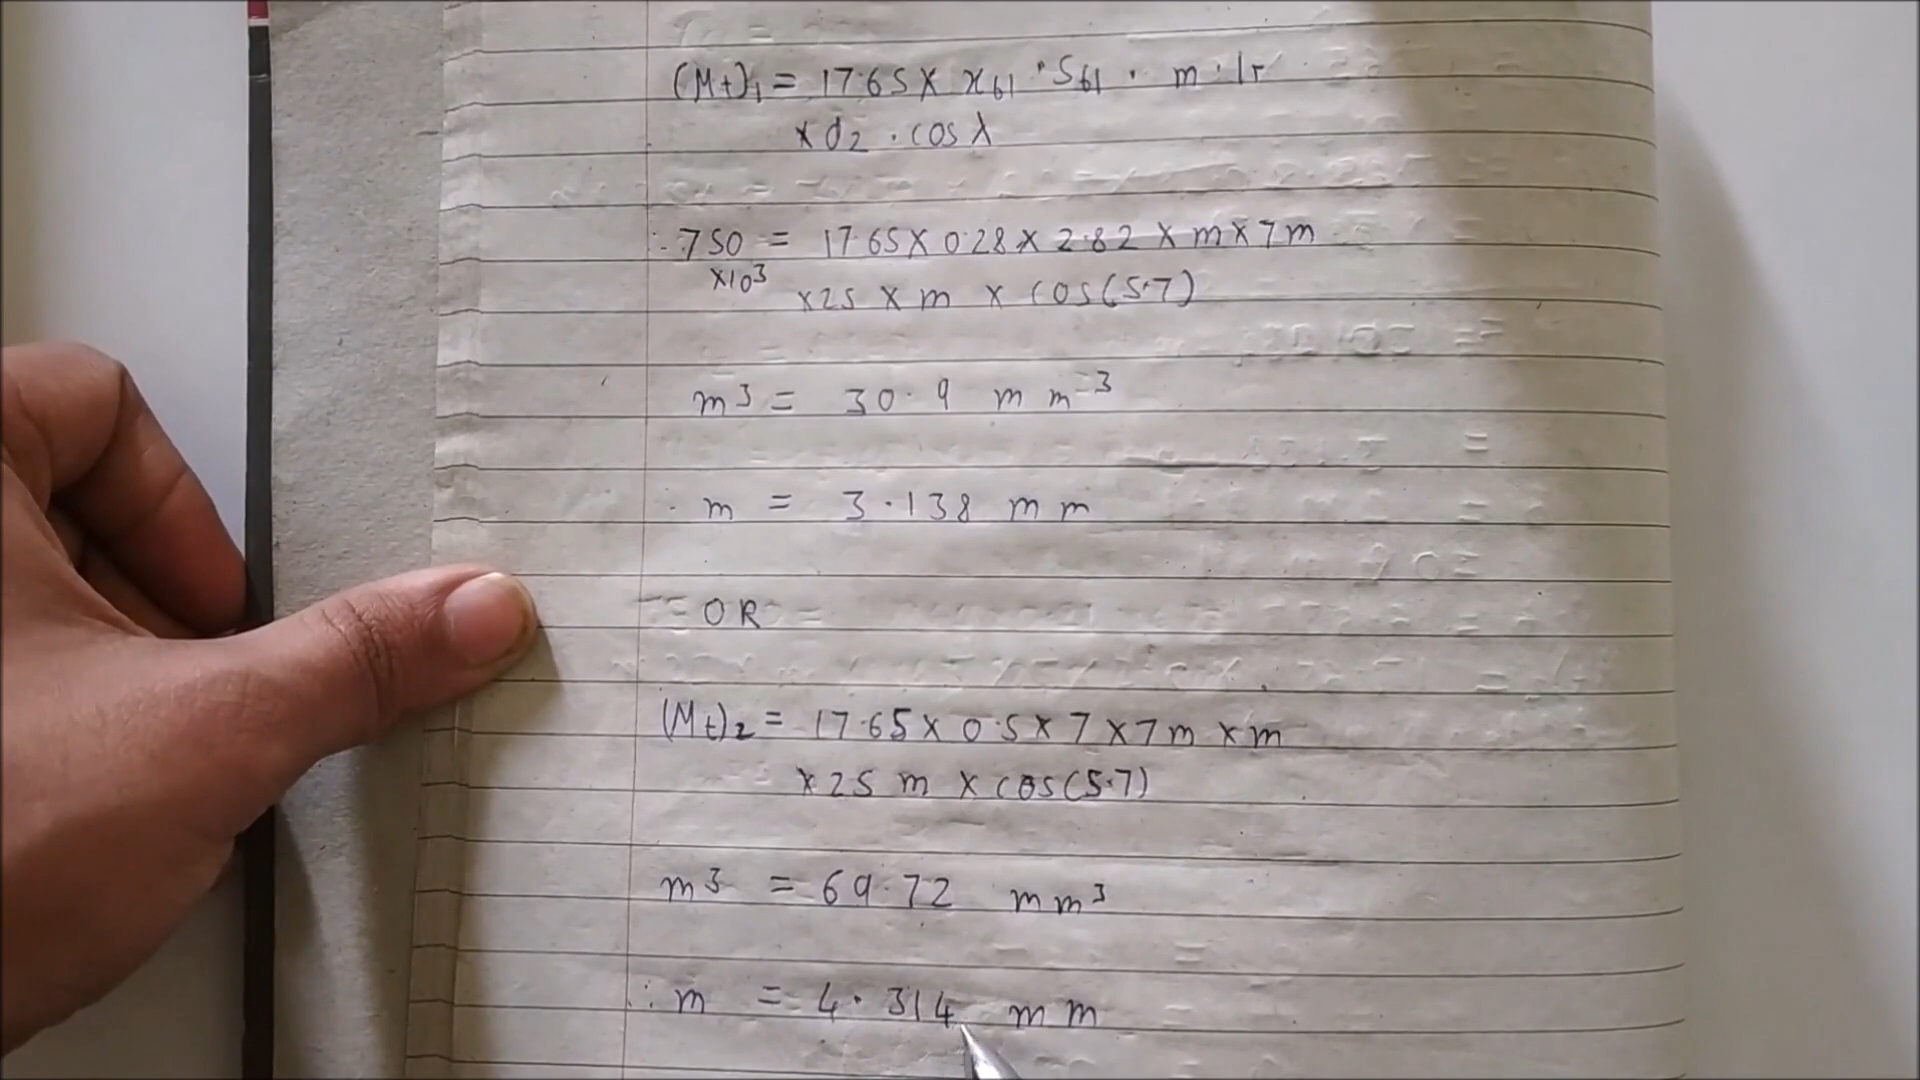 (Mt)1 = 17.65 × x61 . S61 . m . lr
× d2 . cos λ
∴ 750 = 17.65 × 0.28 × 2.82 × m × 7m
×10³
×25 × m × cos(5.7)
m³ = 30.9 mm³
∴ m = 3.138 mm
OR
(Mt)2 = 17.65 × 0.5 × 7 × 7m × m
×25 m × cos(5.7)
m³ = 69.72 mm³
∴ m = 4.314 mm